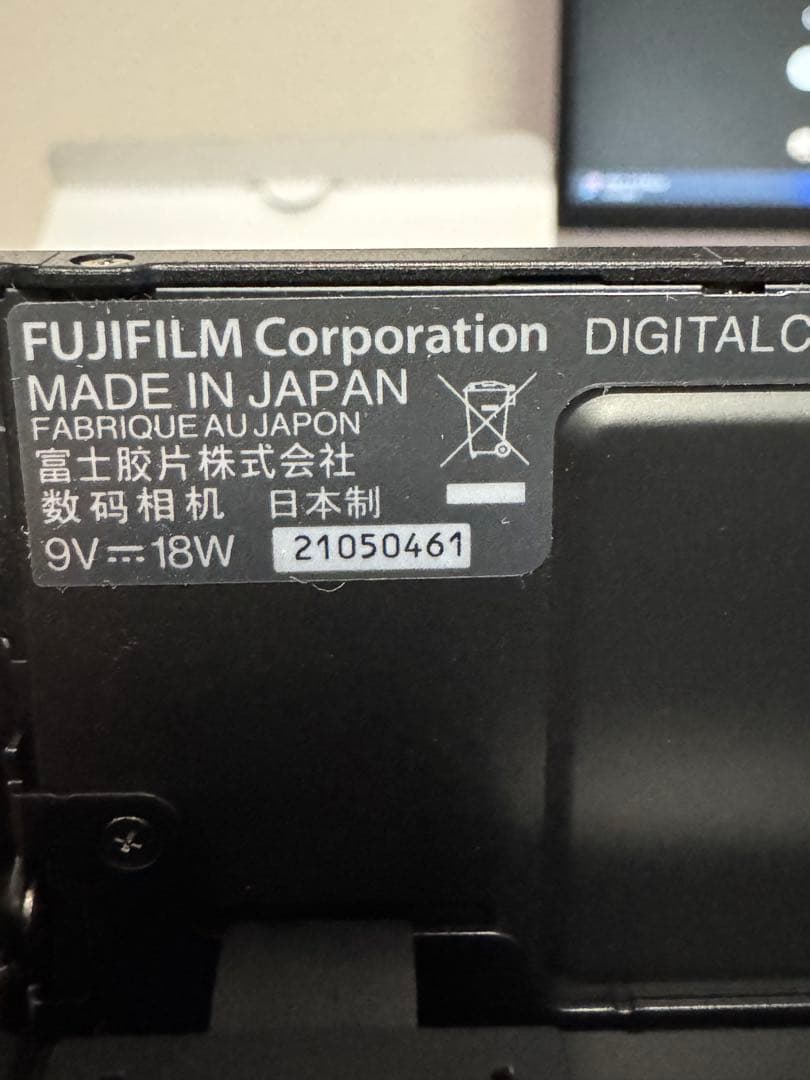 FUJIFILM Corporation DIGITALC
MADE IN JAPAN
FABRIQUE AU JAPON
富士胶片株式会社
数码相机 日本制
9V⎓18W 21050461